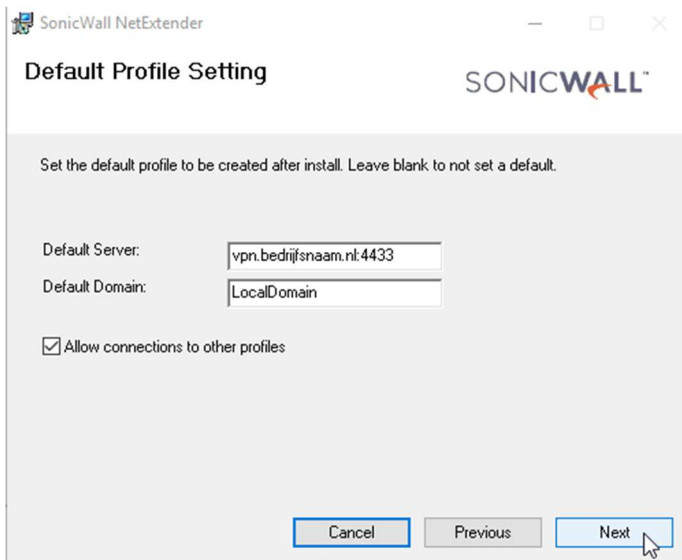 SonicWall NetExtender
Default Profile Setting
SONICWALL™
Set the default profile to be created after install. Leave blank to not set a default.
Default Server: vpn.bedrijfsnaam.nl:4433
Default Domain: LocalDomain
Allow connections to other profiles
Cancel Previous Next